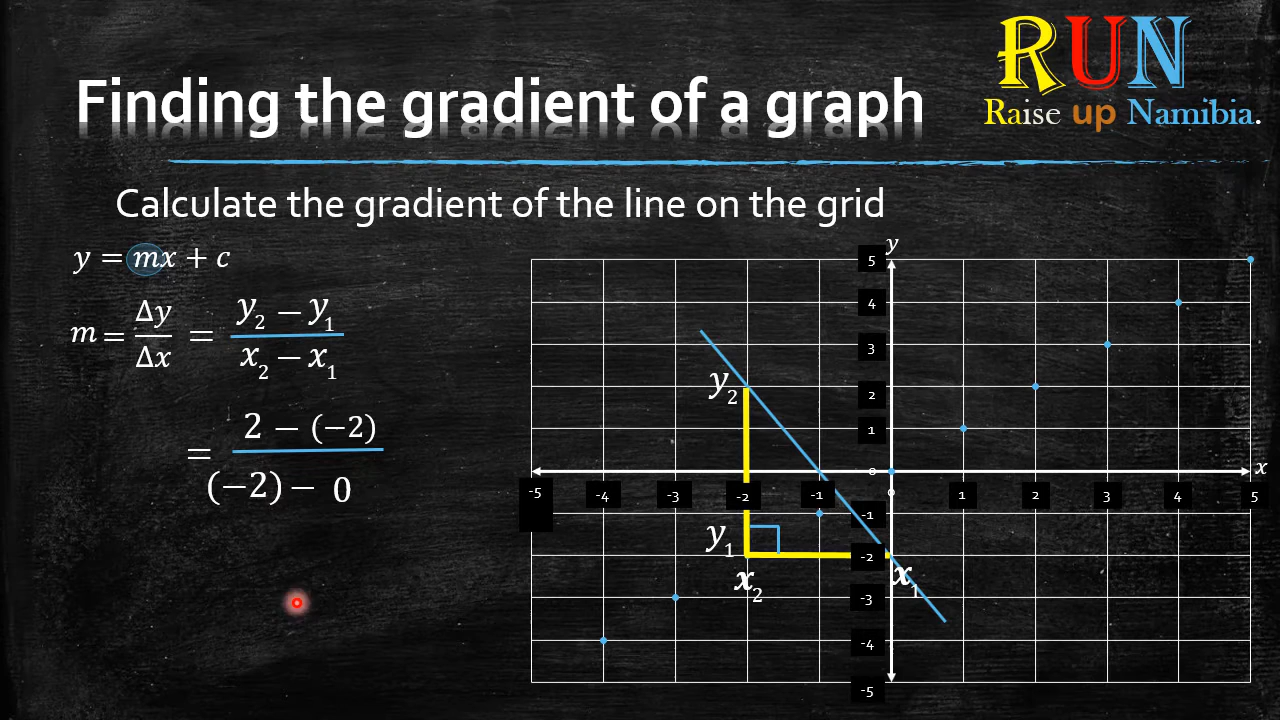 RUN
Raise up Namibia.
Finding the gradient of a graph
Calculate the gradient of the line on the grid
y = mx + c
m = Δy/Δx = y₂ − y₁ / x₂ − x₁
= 2 − (−2) / (−2) − 0
y
5
4
3
2
1
0
x
-5 -4 -3 -2 -1 0 1 2 3 4 5
-1
-2
-3
-4
-5
y₂
y₁
x₂
x₁